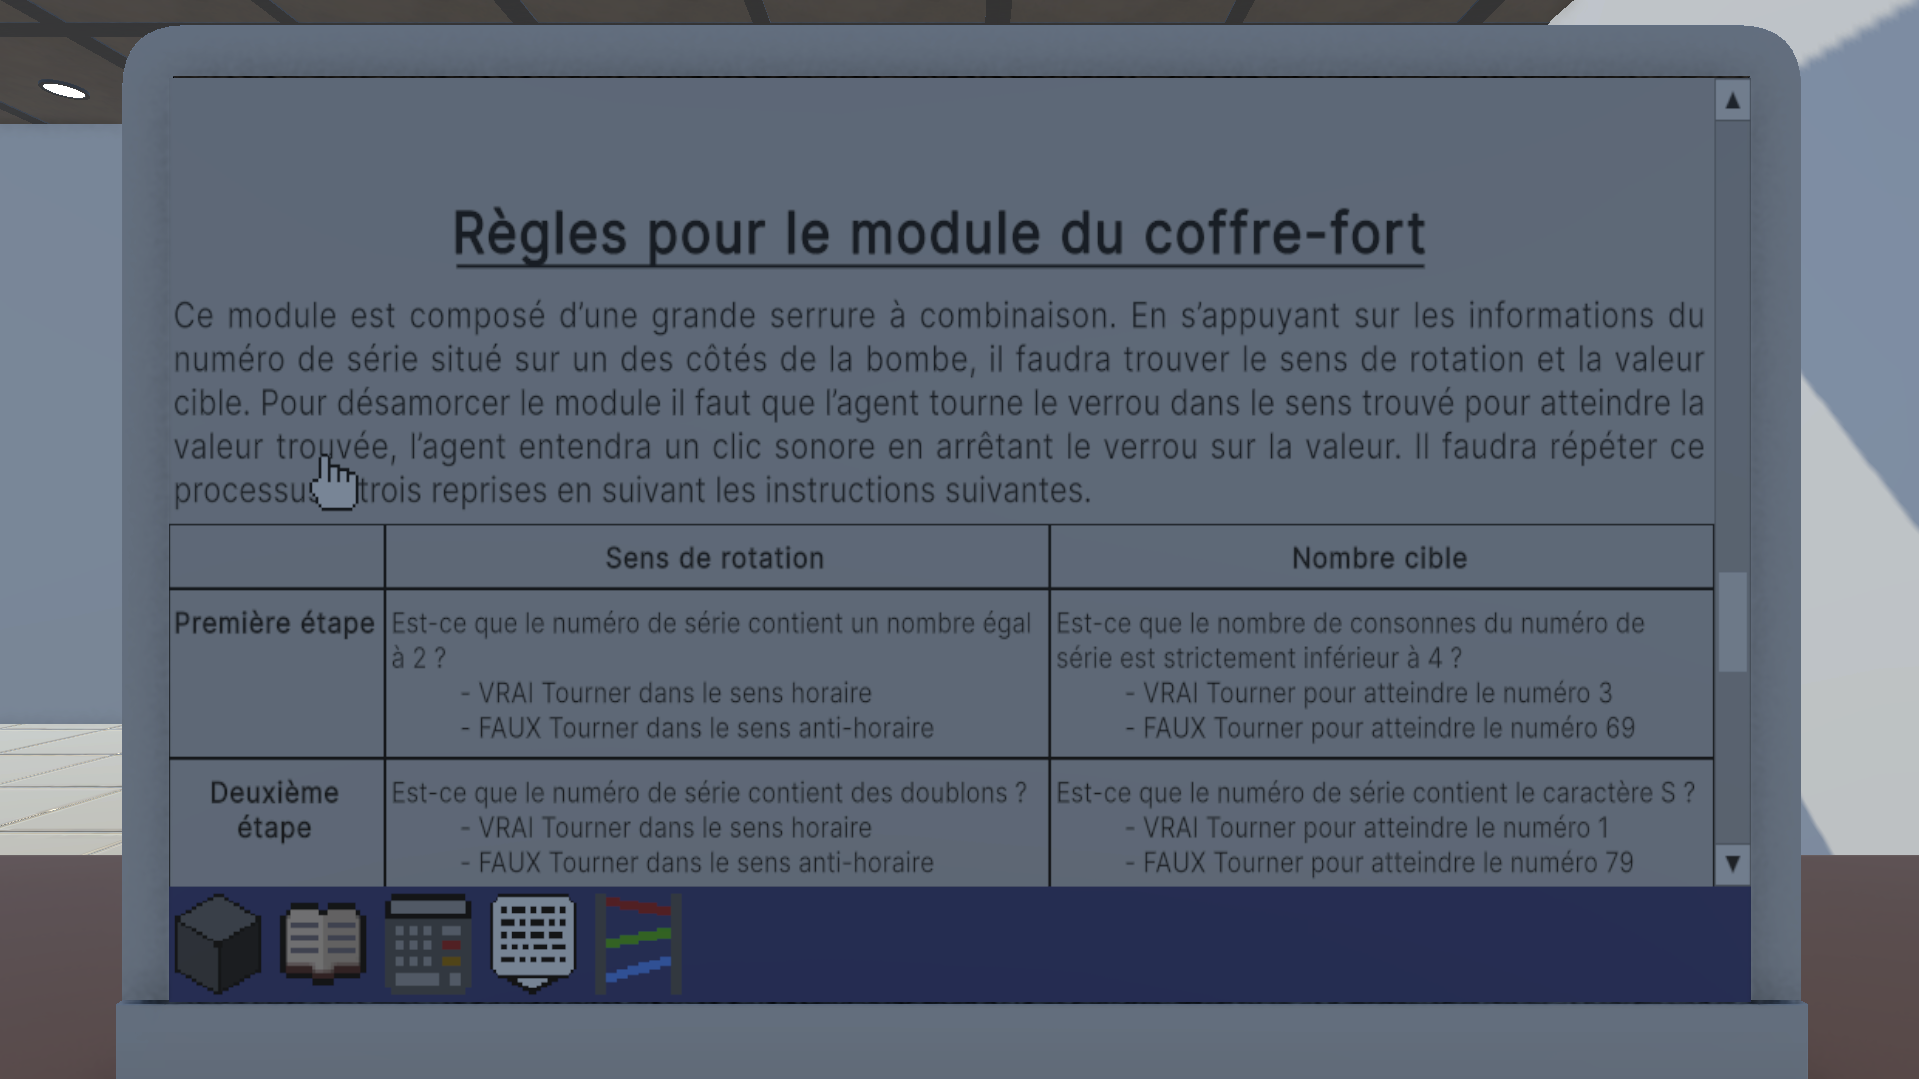 Règles pour le module du coffre-fort
Ce module est composé d'une grande serrure à combinaison. En s'appuyant sur les informations du
numéro de série situé sur un des côtés de la bombe, il faudra trouver le sens de rotation et la valeur
cible. Pour désamorcer le module il faut que l'agent tourne le verrou dans le sens trouvé pour atteindre la
valeur trouvée, l'agent entendra un clic sonore en arrêtant le verrou sur la valeur. Il faudra répéter ce
trois reprises en suivant les instructions suivantes.
Sens de rotation
Nombre cible
Première étape
Est-ce que le numéro de série contient un nombre égal
à 2 ?
- VRAI Tourner dans le sens horaire
- FAUX Tourner dans le sens anti-horaire
Est-ce que le nombre de consonnes du numéro de
série est strictement inférieur à 4 ?
- VRAI Tourner pour atteindre le numéro 3
- FAUX Tourner pour atteindre le numéro 69
Deuxième
étape
Est-ce que le numéro de série contient des doublons ?
- VRAI Tourner dans le sens horaire
- FAUX Tourner dans le sens anti-horaire
Est-ce que le numéro de série contient le caractère S ?
- VRAI Tourner pour atteindre le numéro 1
- FAUX Tourner pour atteindre le numéro 79